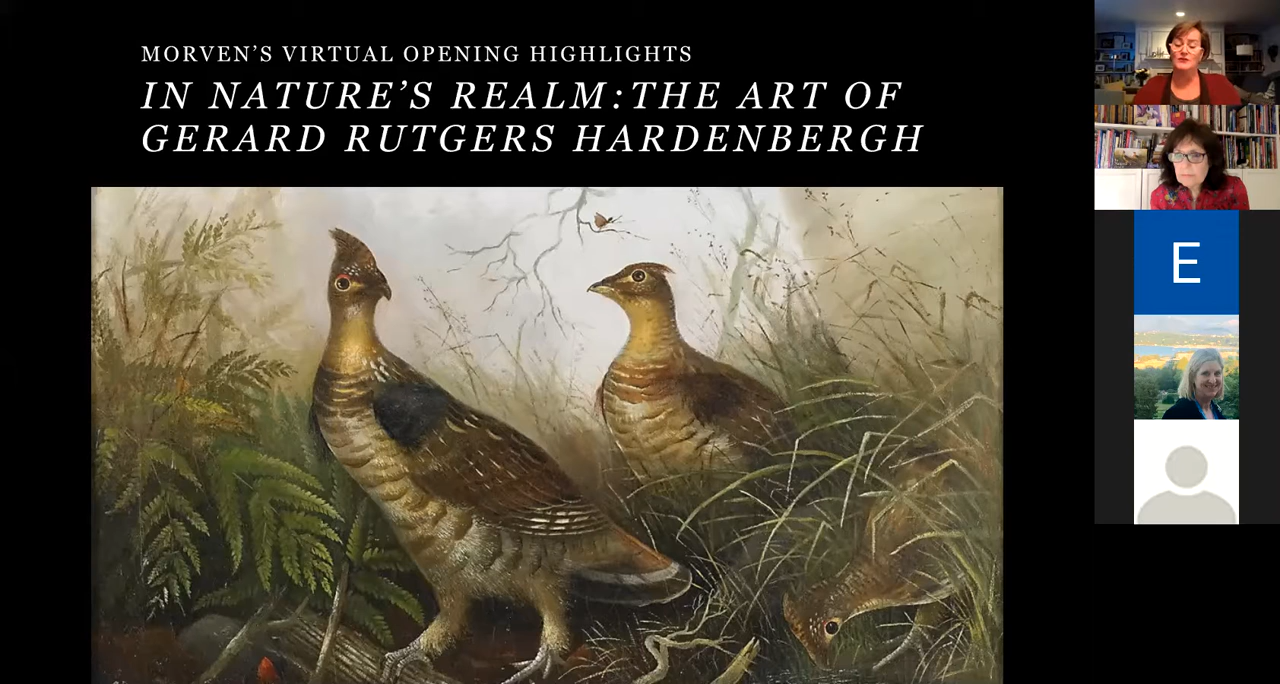 MORVEN’S VIRTUAL OPENING HIGHLIGHTS
IN NATURE’S REALM: THE ART OF
GERARD RUTGERS HARDENBERGH
E